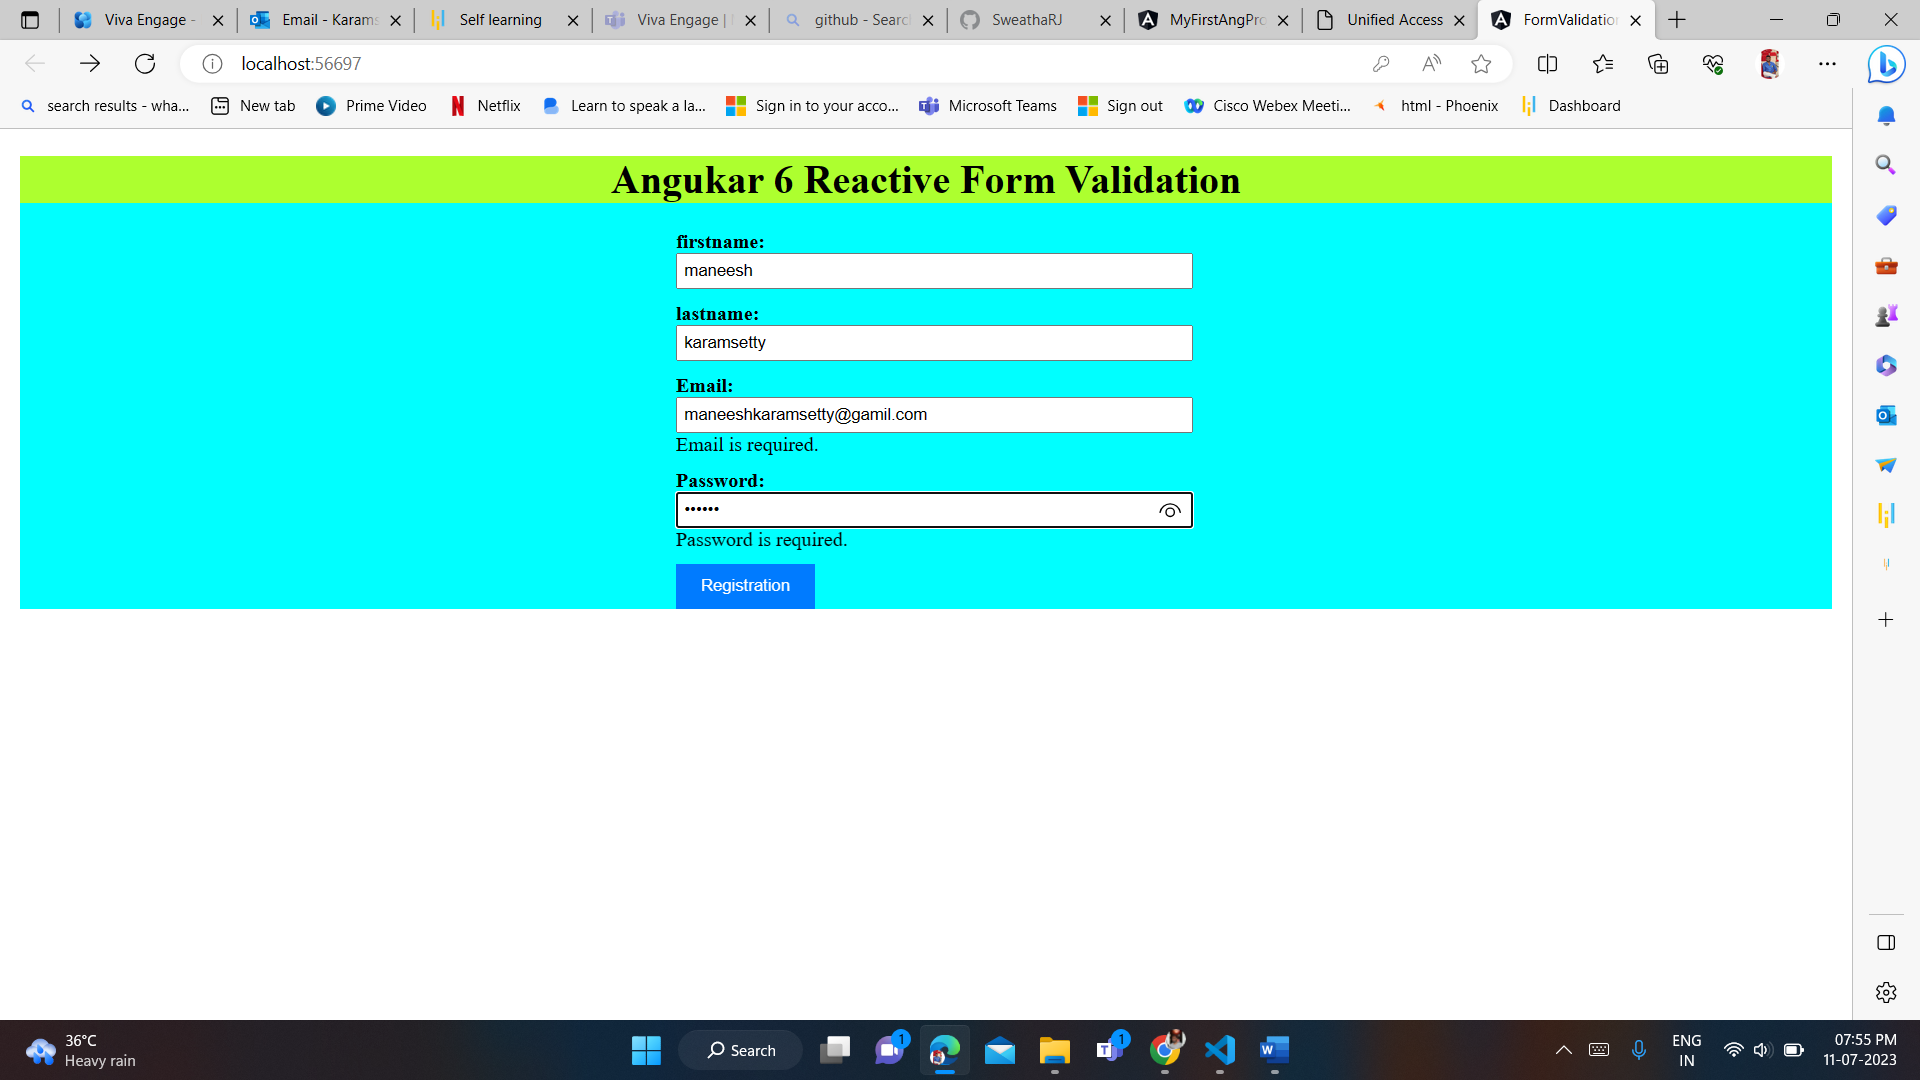 Viva Engage -
Email - Karams
Self learning
Viva Engage |
github - Searc
SweathaRJ
MyFirstAngPro
Unified Access
FormValidation
localhost:56697
search results - wha...
New tab
Prime Video
Netflix
Learn to speak a la...
Sign in to your acco...
Microsoft Teams
Sign out
Cisco Webex Meeti...
html - Phoenix
Dashboard
Angukar 6 Reactive Form Validation
firstname:
maneesh
lastname:
karamsetty
Email:
maneeshkaramsetty@gamil.com
Email is required.
Password:
••••••
Password is required.
Registration
36°C
Heavy rain
Search
1
1
ENG
IN
07:55 PM
11-07-2023